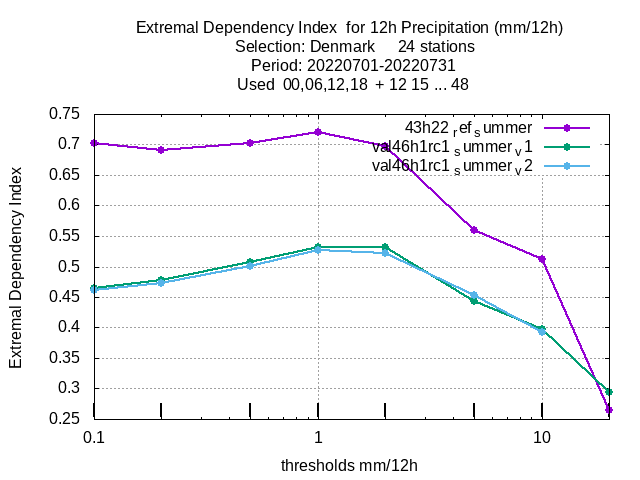 Extremal Dependency Index  for 12h Precipitation (mm/12h)
Selection: Denmark     24 stations
Period: 20220701-20220731
Used  00,06,12,18  + 12 15 ... 48
0.75
0.7
0.65
0.6
0.55
0.5
0.45
0.4
0.35
0.3
0.25
Extremal Dependency Index
43h22 ref summer
val46h1rc1 summer v1
val46h1rc1 summer v2
0.1
1
10
thresholds mm/12h